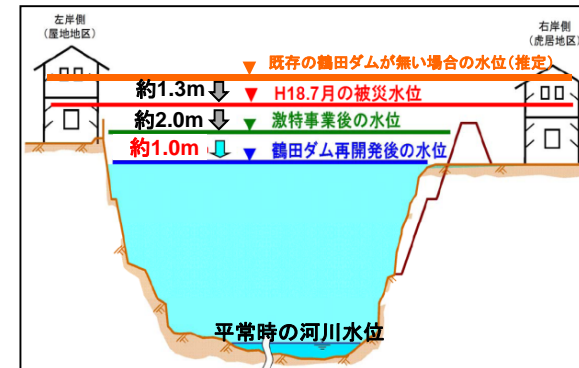 左岸側
(屋地地区)
右岸側
(虎居地区)
既存の鶴田ダムが無い場合の水位(推定)
約1.3m
H18.7月の被災水位
約2.0m
激特事業後の水位
約1.0m
鶴田ダム再開発後の水位
平常時の河川水位